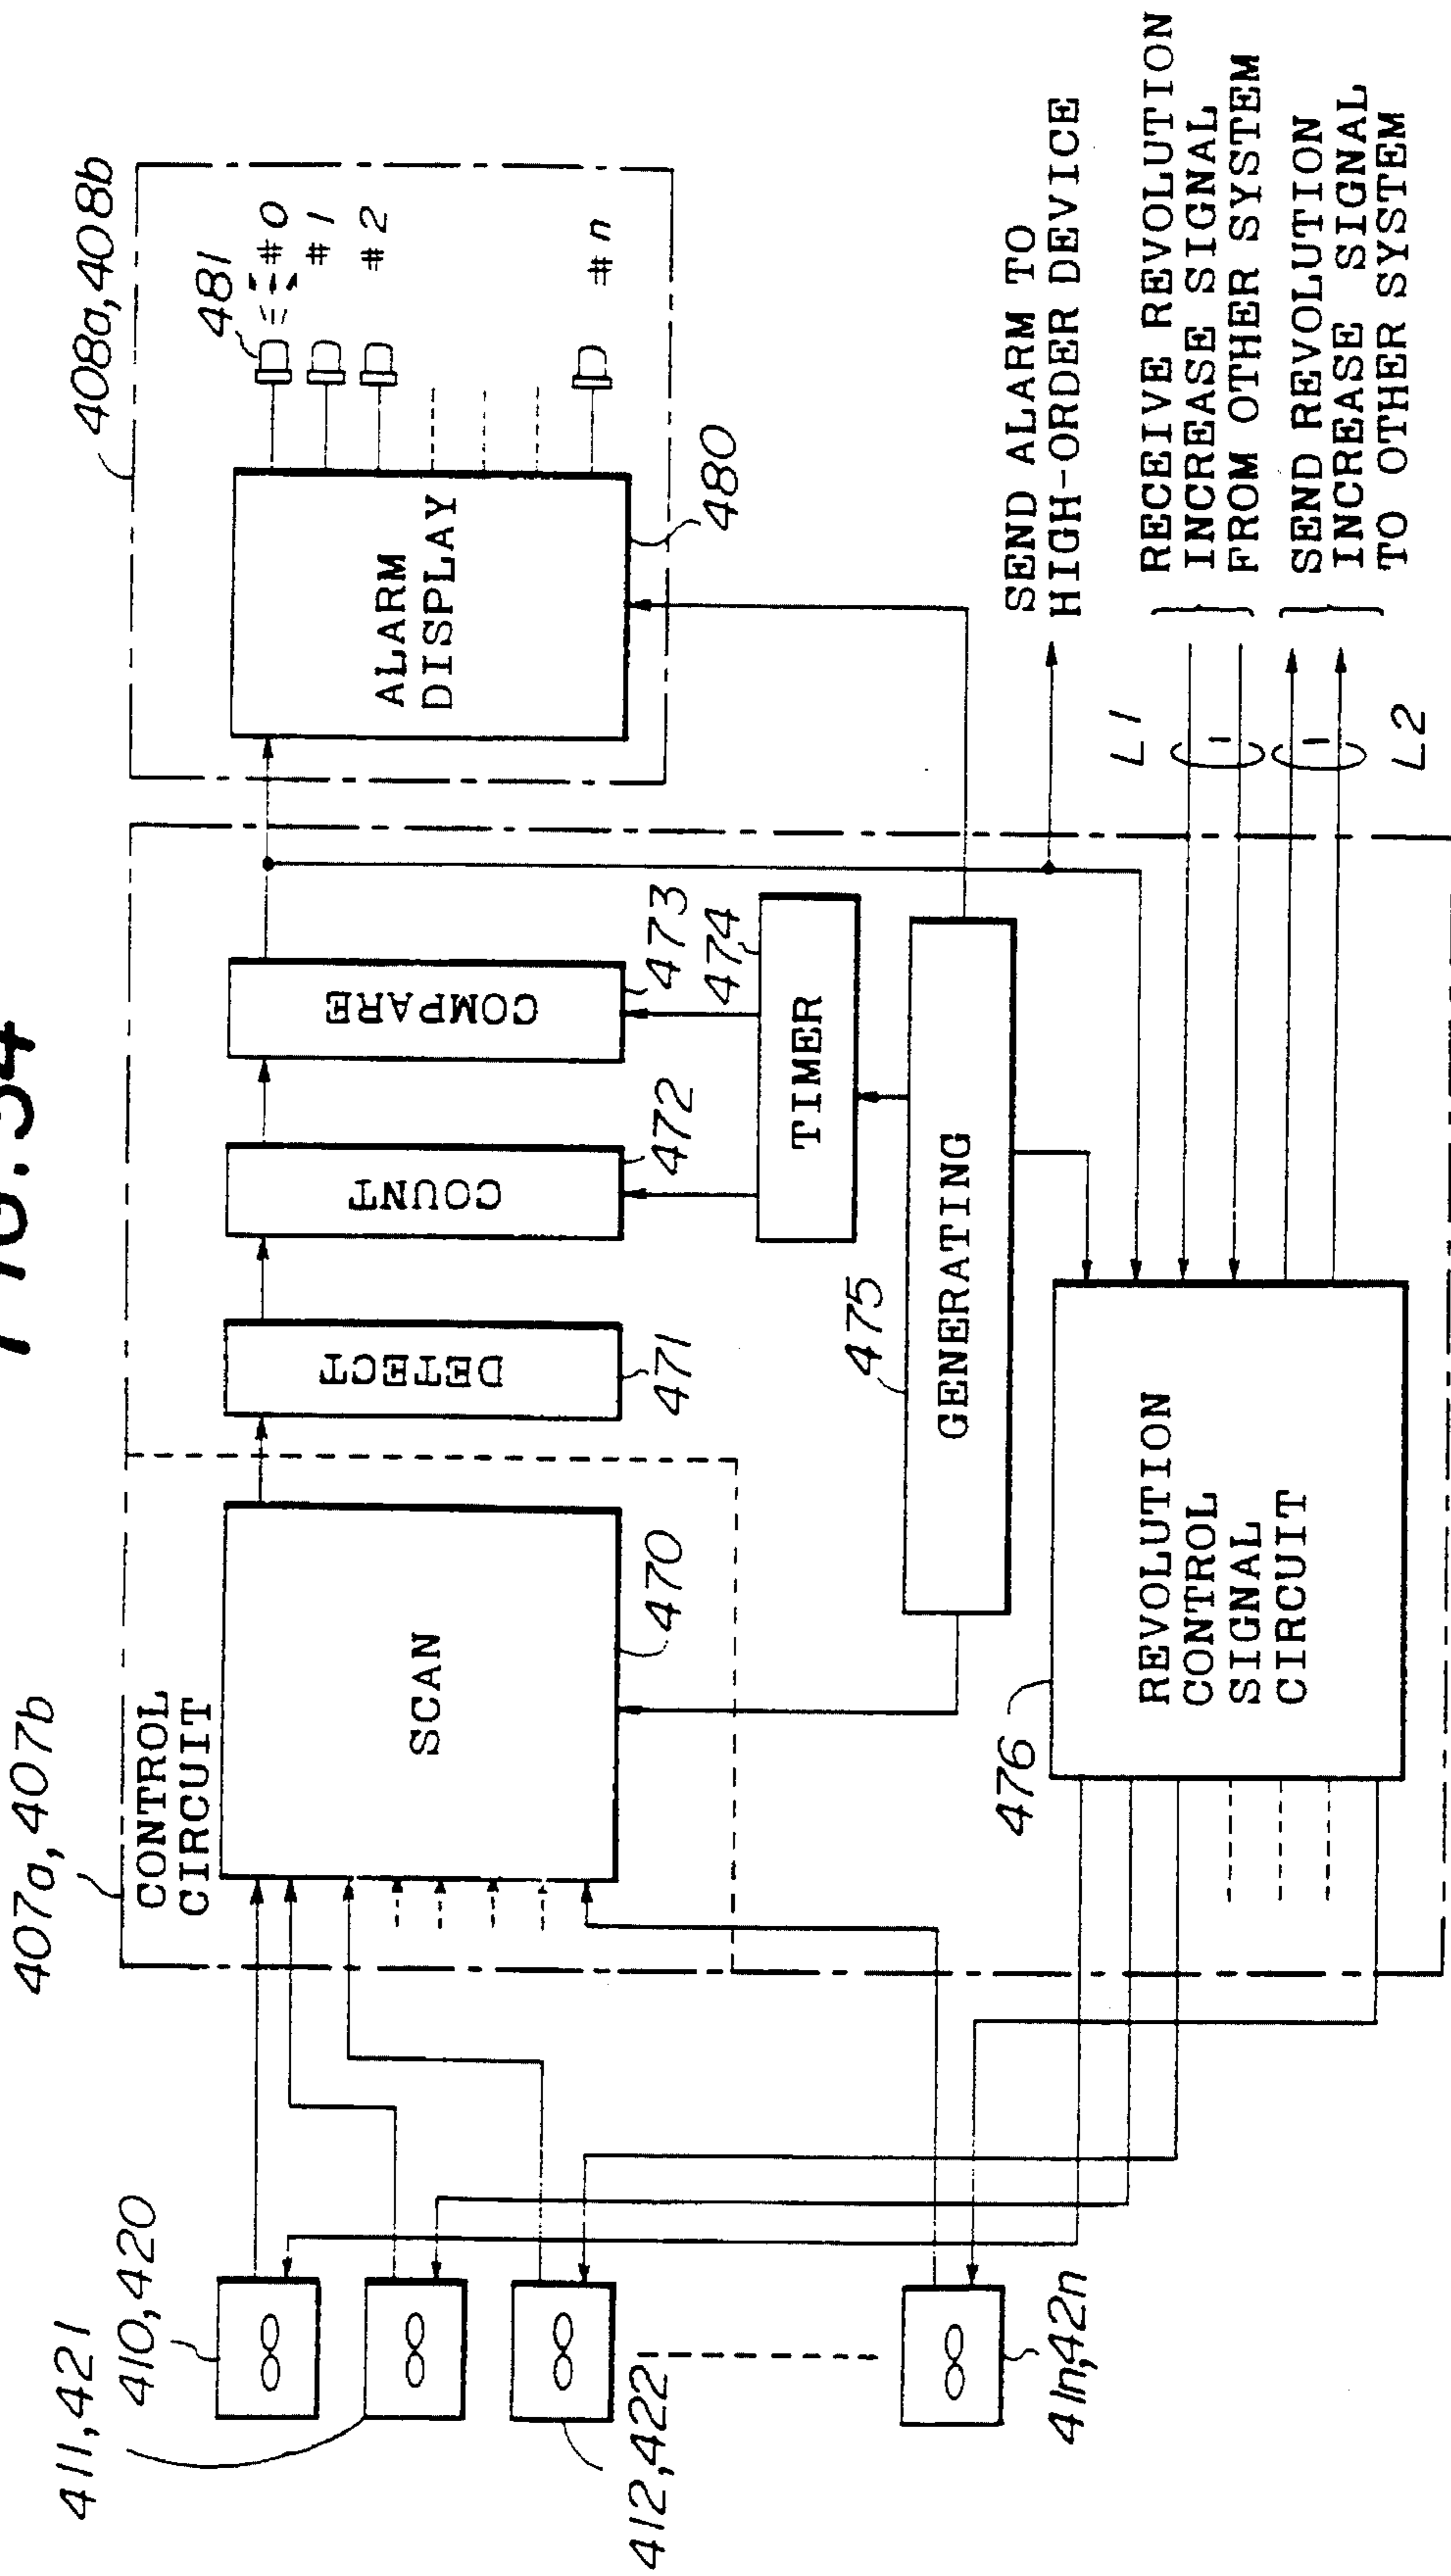 FIG. 34
407a, 407b
408a, 408b
CONTROL
CIRCUIT
411, 421
410, 420
412, 422
41n, 42n
SCAN
470
DETECT
471
COUNT
472
COMPARE
473
474
TIMER
475
GENERATING
476
REVOLUTION
CONTROL
SIGNAL
CIRCUIT
ALARM
DISPLAY
480
481
#0
#1
#2
#n
SEND ALARM TO
HIGH-ORDER DEVICE
L1
RECEIVE REVOLUTION
INCREASE SIGNAL
FROM OTHER SYSTEM
SEND REVOLUTION
INCREASE SIGNAL
TO OTHER SYSTEM
L2